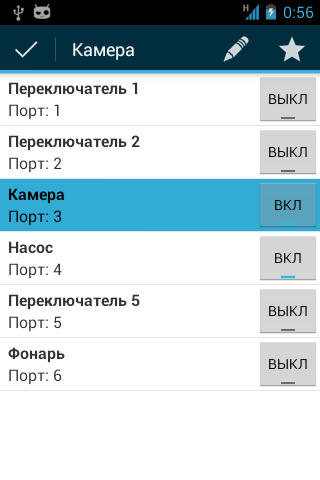 H
0:56
Камера
Переключатель 1
Порт: 1
ВЫКЛ
Переключатель 2
Порт: 2
ВЫКЛ
Камера
Порт: 3
ВКЛ
Насос
Порт: 4
ВКЛ
Переключатель 5
Порт: 5
ВЫКЛ
Фонарь
Порт: 6
ВЫКЛ